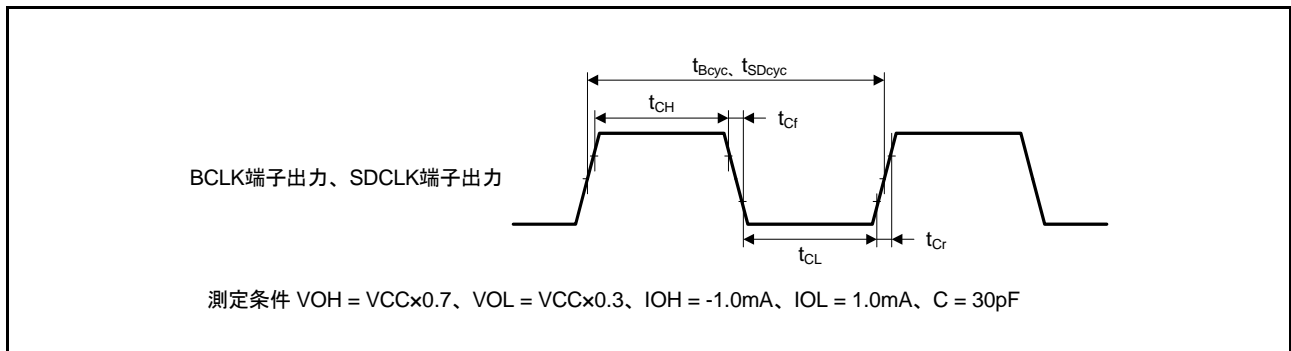 tBcyc、tSDcyc
tCH
tCf
BCLK端子出力、SDCLK端子出力
tCL
tCr
測定条件 VOH = VCC×0.7、VOL = VCC×0.3、IOH = -1.0mA、IOL = 1.0mA、C = 30pF